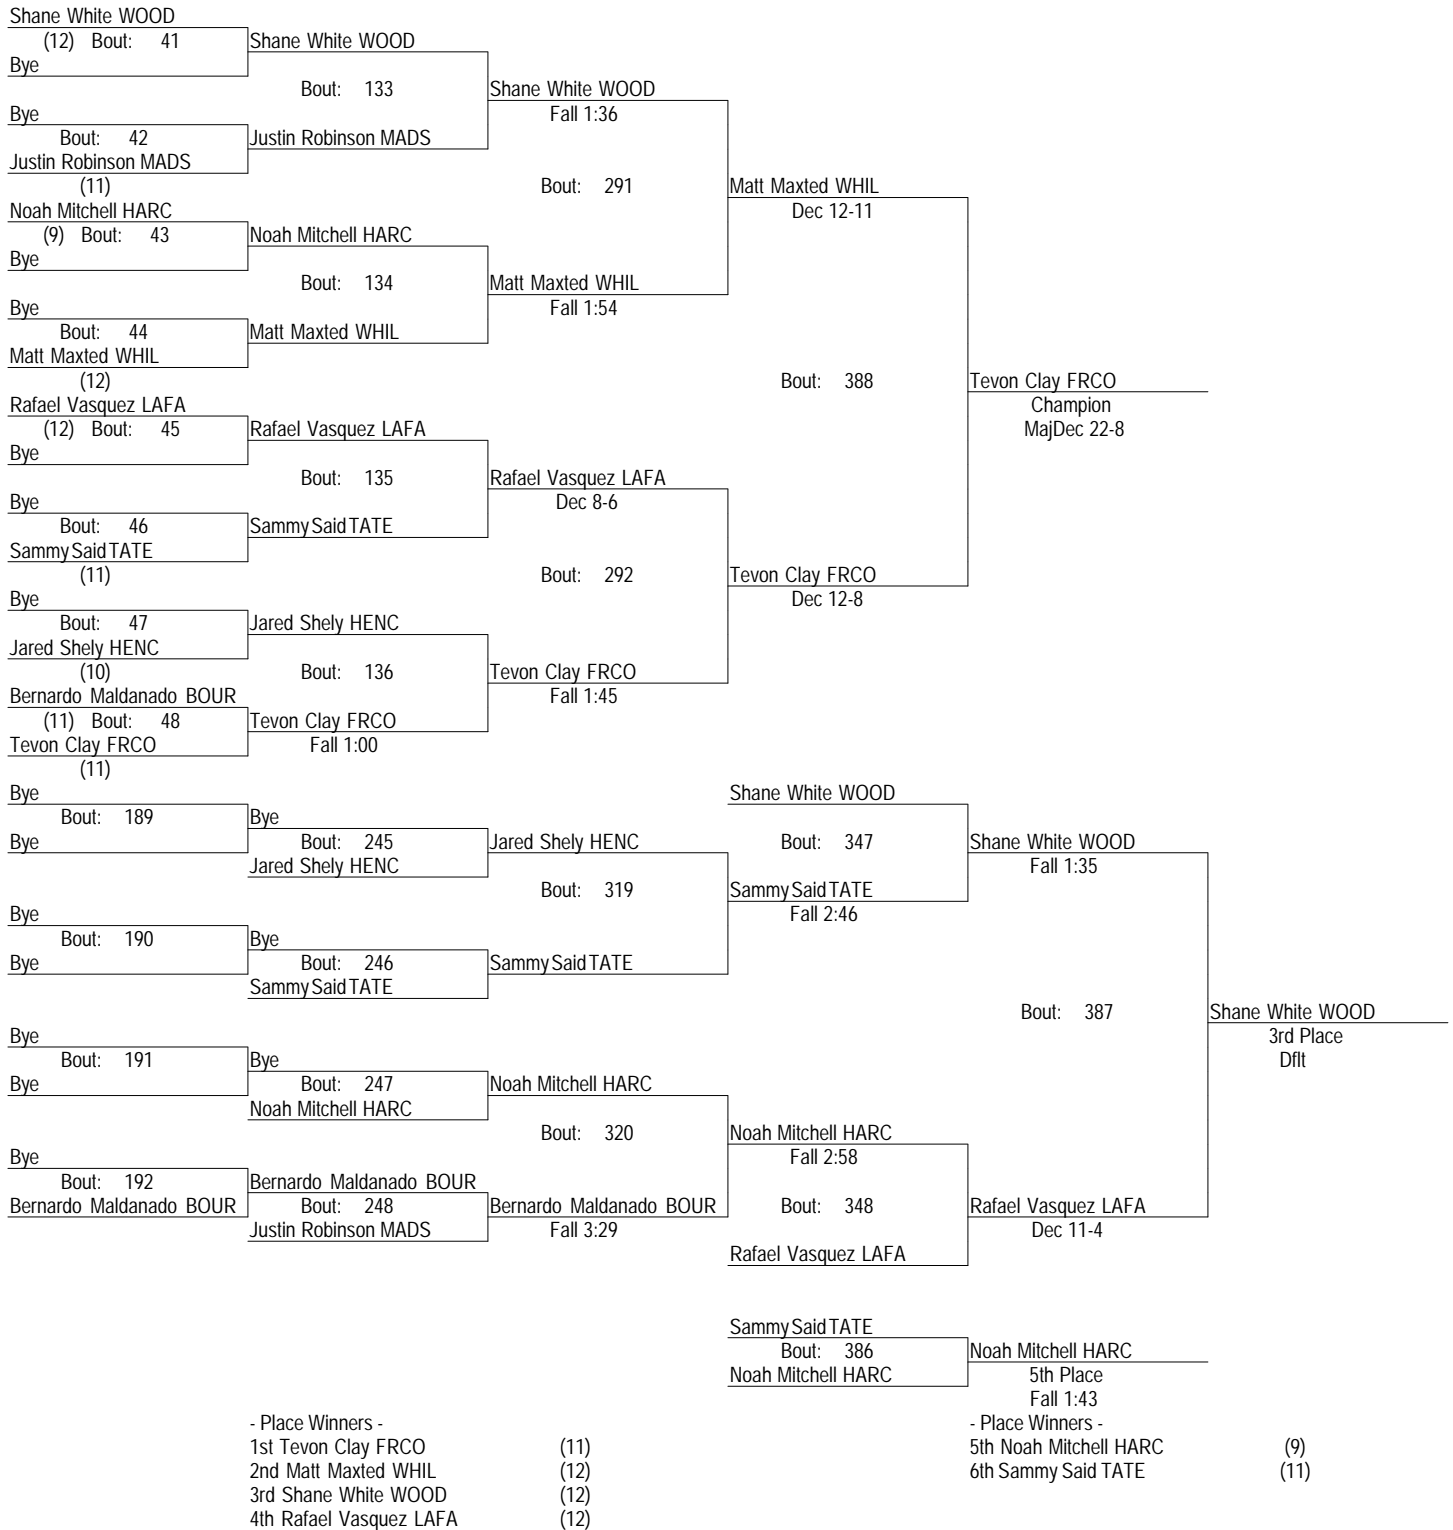 Shane White WOOD
(12) Bout: 41
Shane White WOOD
Bye
Bout: 133
Shane White WOOD
Bye
Fall 1:36
Bout: 42
Justin Robinson MADS
Justin Robinson MADS
(11)
Bout: 291
Matt Maxted WHIL
Noah Mitchell HARC
Dec 12-11
(9) Bout: 43
Noah Mitchell HARC
Bye
Bout: 134
Matt Maxted WHIL
Bye
Fall 1:54
Bout: 44
Matt Maxted WHIL
Matt Maxted WHIL
(12)
Bout: 388
Tevon Clay FRCO
Rafael Vasquez LAFA
Champion
(12) Bout: 45
Rafael Vasquez LAFA
MajDec 22-8
Bye
Bout: 135
Rafael Vasquez LAFA
Bye
Dec 8-6
Bout: 46
Sammy Said TATE
Sammy Said TATE
(11)
Bout: 292
Tevon Clay FRCO
Bye
Dec 12-8
Bout: 47
Jared Shely HENC
Jared Shely HENC
(10)
Bout: 136
Tevon Clay FRCO
Bernardo Maldanado BOUR
Fall 1:45
(11) Bout: 48
Tevon Clay FRCO
Tevon Clay FRCO
Fall 1:00
(11)
Bye
Shane White WOOD
Bout: 189
Bye
Bye
Bout: 245
Jared Shely HENC
Bout: 347
Shane White WOOD
Jared Shely HENC
Fall 1:35
Bout: 319
Sammy Said TATE
Bye
Fall 2:46
Bout: 190
Bye
Bye
Bout: 246
Sammy Said TATE
Sammy Said TATE
Bout: 387
Shane White WOOD
Bye
3rd Place
Bout: 191
Bye
Dflt
Bye
Bout: 247
Noah Mitchell HARC
Noah Mitchell HARC
Bout: 320
Noah Mitchell HARC
Bye
Fall 2:58
Bout: 192
Bernardo Maldanado BOUR
Bernardo Maldanado BOUR
Bout: 248
Bernardo Maldanado BOUR
Bout: 348
Rafael Vasquez LAFA
Justin Robinson MADS
Fall 3:29
Dec 11-4
Rafael Vasquez LAFA
Sammy Said TATE
Bout: 386
Noah Mitchell HARC
Noah Mitchell HARC
5th Place
Fall 1:43
- Place Winners -
1st Tevon Clay FRCO (11)
2nd Matt Maxted WHIL (12)
3rd Shane White WOOD (12)
4th Rafael Vasquez LAFA (12)
- Place Winners -
5th Noah Mitchell HARC (9)
6th Sammy Said TATE (11)